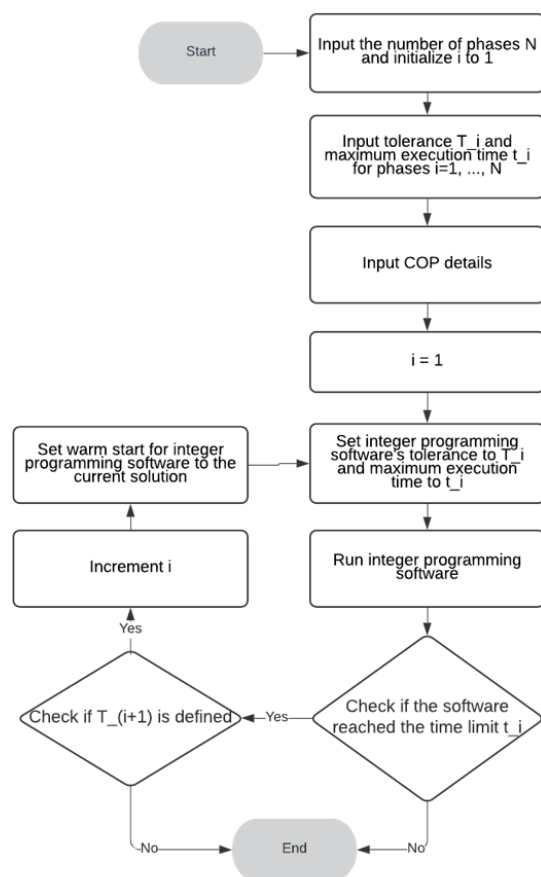 Start
Input the number of phases N
and initialize i to 1
Input tolerance T_i and
maximum execution time t_i
for phases i=1, ..., N
Input COP details
i = 1
Set warm start for integer
programming software to the
current solution
Set integer programming
software's tolerance to T_i
and maximum execution
time to t_i
Increment i
Run integer programming
software
Yes
Check if T_(i+1) is defined
Yes
Check if the software
reached the time limit t_i
No
End
No